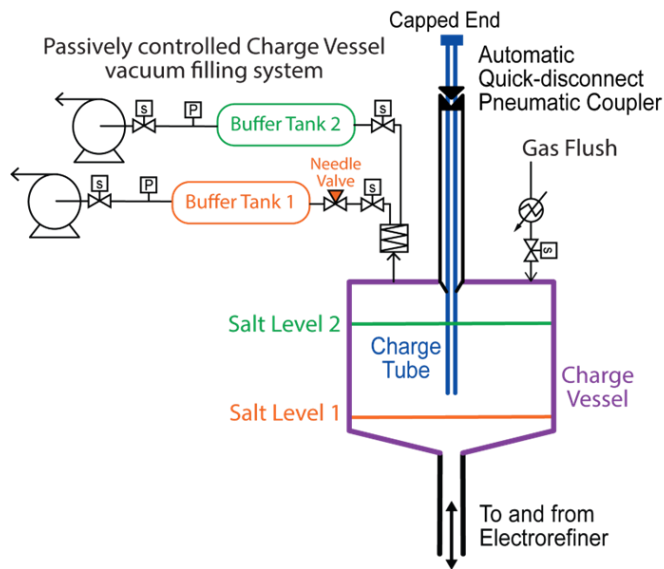 Capped End
Passively controlled Charge Vessel
vacuum filling system
Automatic
Quick-disconnect
Pneumatic Coupler
S
P
Buffer Tank 2
S
Gas Flush
Needle
Valve
S
P
Buffer Tank 1
S
S
Salt Level 2
Charge
Tube
Charge
Vessel
Salt Level 1
To and from
Electrorefiner